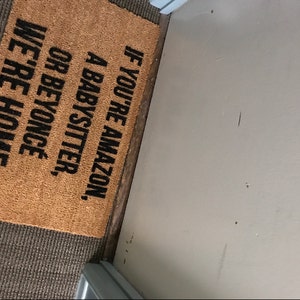 IF YOU'RE AMAZON,
A BABYSITTER,
OR BEYONCÉ
WE'RE HOME